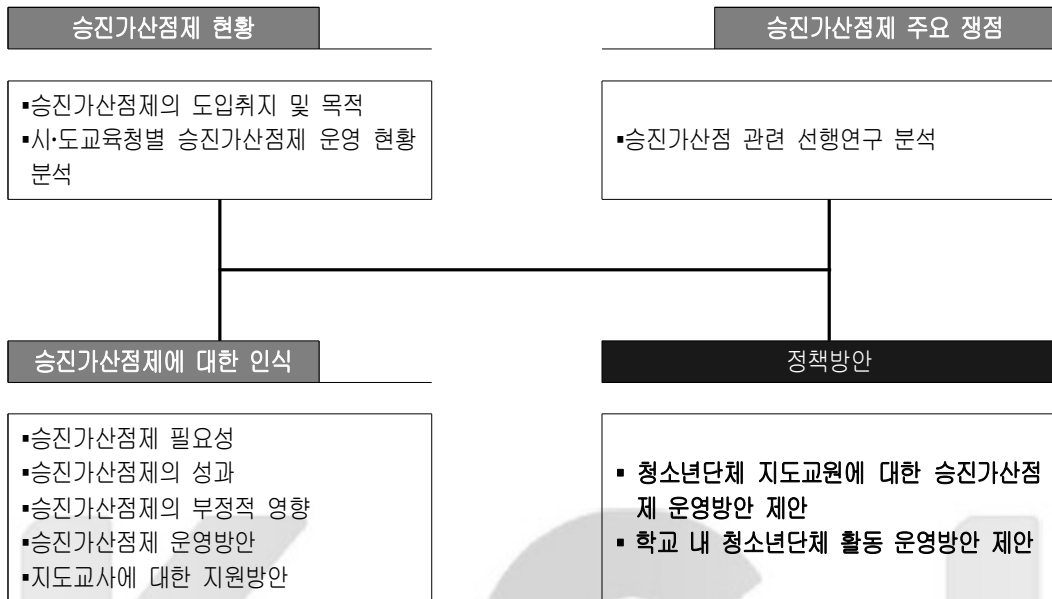 승진가산점제 현황
▪승진가산점제의 도입취지 및 목적
▪시·도교육청별 승진가산점제 운영 현황
분석
승진가산점제 주요 쟁점
▪승진가산점 관련 선행연구 분석
승진가산점제에 대한 인식
▪승진가산점제 필요성
▪승진가산점제의 성과
▪승진가산점제의 부정적 영향
▪승진가산점제 운영방안
▪지도교사에 대한 지원방안
정책방안
▪ 청소년단체 지도교원에 대한 승진가산점
제 운영방안 제안
▪ 학교 내 청소년단체 활동 운영방안 제안